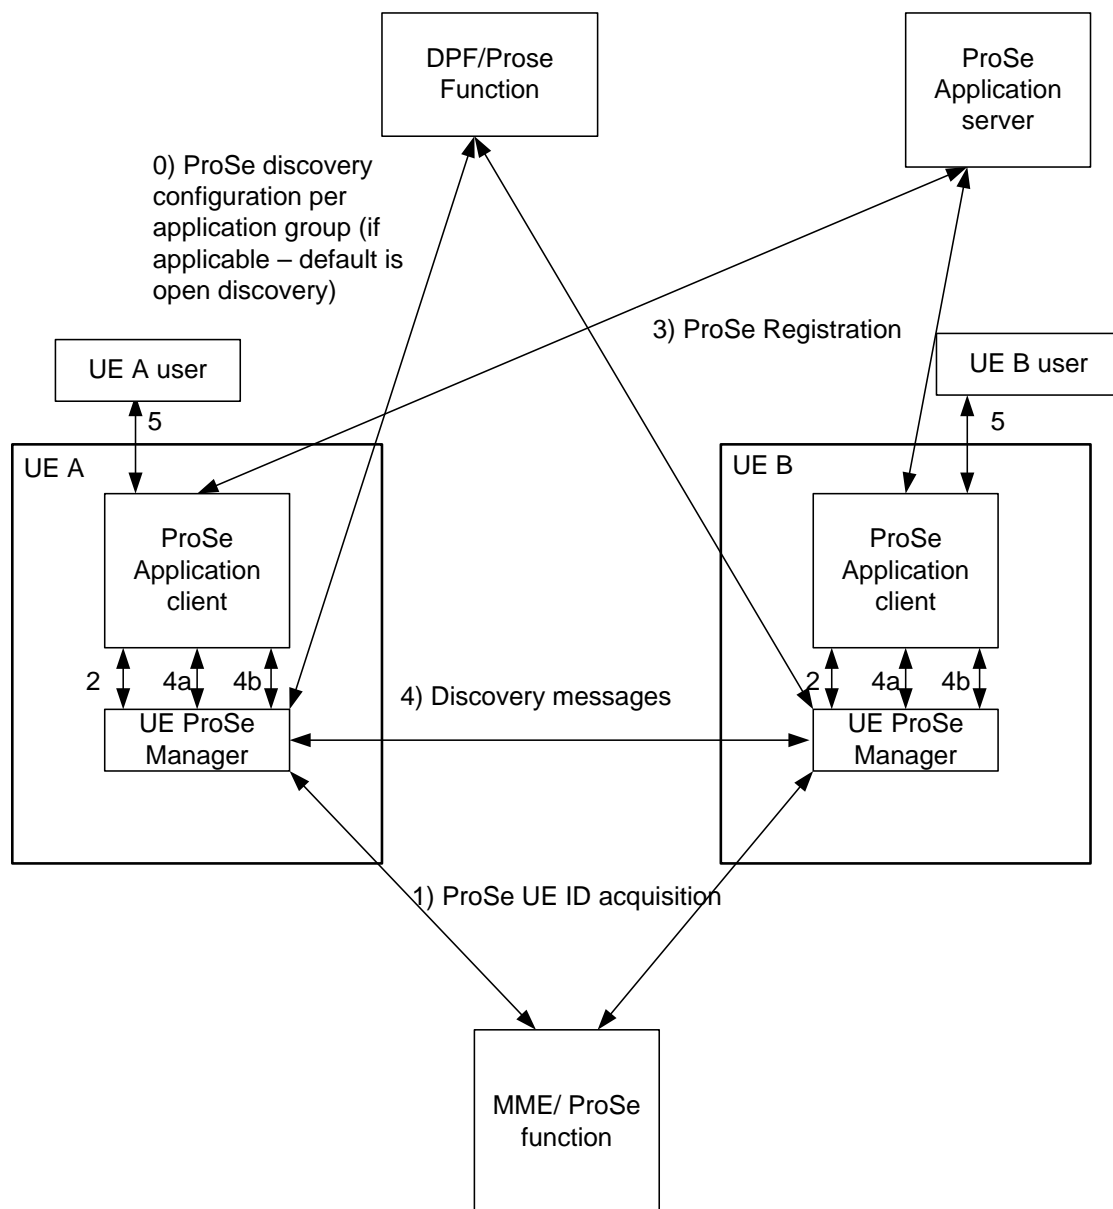 DPF/Prose
Function
ProSe
Application
server
0) ProSe discovery
configuration per
application group (if
applicable – default is
open discovery)
3) ProSe Registration
UE A user
UE B user
5
5
UE A
UE B
ProSe
Application
client
ProSe
Application
client
2
4a
4b
2
4a
4b
4) Discovery messages
UE ProSe
Manager
UE ProSe
Manager
1) ProSe UE ID acquisition
MME/ ProSe
function